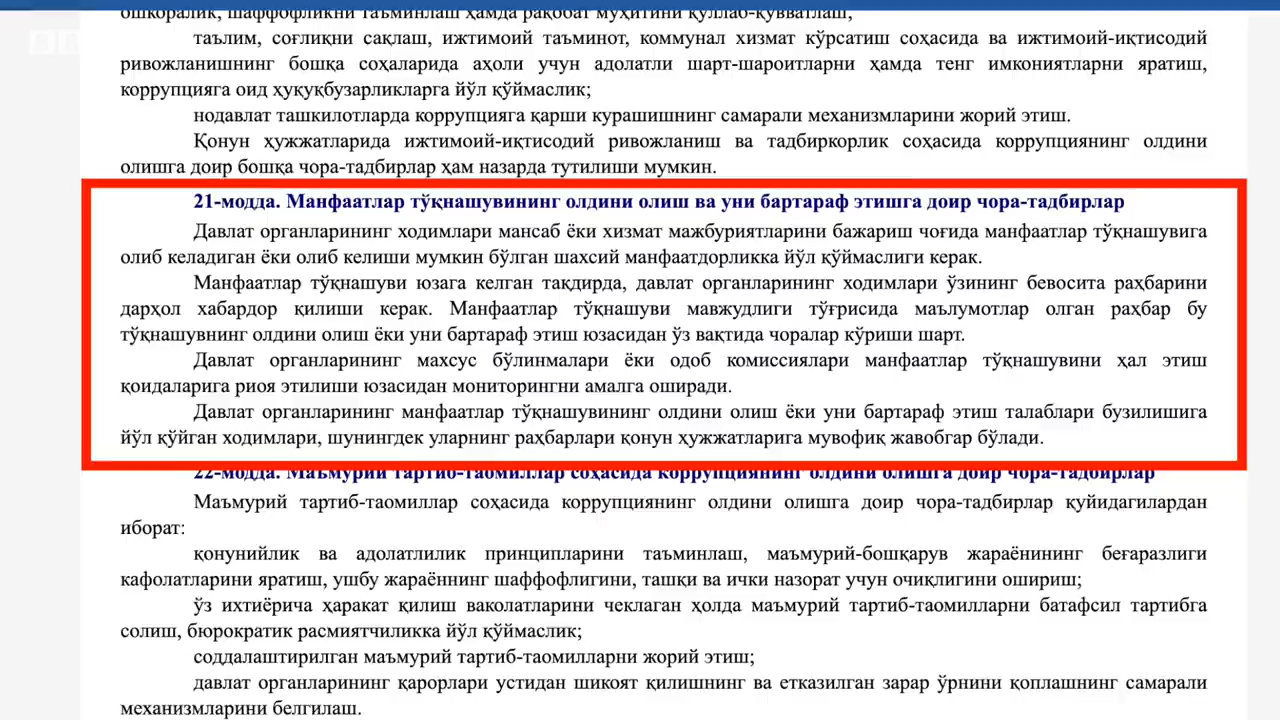 ошкоралик, шаффофликни таъминлаш ҳамда рақобат муҳитини қўллаб-қувватлаш;
таълим, соғлиқни сақлаш, ижтимоий таъминот, коммунал хизмат кўрсатиш соҳасида ва ижтимоий-иқтисодий
ривожланишнинг бошқа соҳаларида аҳоли учун адолатли шарт-шароитларни ҳамда тенг имкониятларни яратиш,
коррупцияга оид ҳуқуқбузарликларга йўл қўймаслик;
нодавлат ташкилотларда коррупцияга қарши курашишнинг самарали механизмларини жорий этиш.
Қонун ҳужжатларида ижтимоий-иқтисодий ривожланиш ва тадбиркорлик соҳасида коррупциянинг олдини
олишга доир бошқа чора-тадбирлар ҳам назарда тутилиши мумкин.
21-модда. Манфаатлар тўқнашувининг олдини олиш ва уни бартараф этишга доир чора-тадбирлар
Давлат органларининг ходимлари мансаб ёки хизмат мажбуриятларини бажариш чоғида манфаатлар тўқнашувига
олиб келадиган ёки олиб келиши мумкин бўлган шахсий манфаатдорликка йўл қўймаслиги керак.
Манфаатлар тўқнашуви юзага келган тақдирда, давлат органларининг ходимлари ўзининг бевосита раҳбарини
дарҳол хабардор қилиши керак. Манфаатлар тўқнашуви мавжудлиги тўғрисида маълумотлар олган раҳбар бу
тўқнашувнинг олдини олиш ёки уни бартараф этиш юзасидан ўз вақтида чоралар кўриши шарт.
Давлат органларининг махсус бўлинмалари ёки одоб комиссиялари манфаатлар тўқнашувини ҳал этиш
қоидаларига риоя этилиши юзасидан мониторингни амалга оширади.
Давлат органларининг манфаатлар тўқнашувининг олдини олиш ёки уни бартараф этиш талаблари бузилишига
йўл қўйган ходимлари, шунингдек уларнинг раҳбарлари қонун ҳужжатларига мувофиқ жавобгар бўлади.
22-модда. Маъмурий тартиб-таомиллар соҳасида коррупциянинг олдини олишга доир чора-тадбирлар
Маъмурий тартиб-таомиллар соҳасида коррупциянинг олдини олишга доир чора-тадбирлар қуйидагилардан
иборат:
қонунийлик ва адолатлилик принципларини таъминлаш, маъмурий-бошқарув жараёнининг беғаразлиги
кафолатларини яратиш, ушбу жараённинг шаффофлигини, ташқи ва ички назорат учун очиқлигини ошириш;
ўз ихтиёрича ҳаракат қилиш ваколатларини чеклаган ҳолда маъмурий тартиб-таомилларни батафсил тартибга
солиш, бюрократик расмиятчиликка йўл қўймаслик;
соддалаштирилган маъмурий тартиб-таомилларни жорий этиш;
давлат органларининг қарорлари устидан шикоят қилишнинг ва етказилган зарар ўрнини қоплашнинг самарали
механизмларини белгилаш.